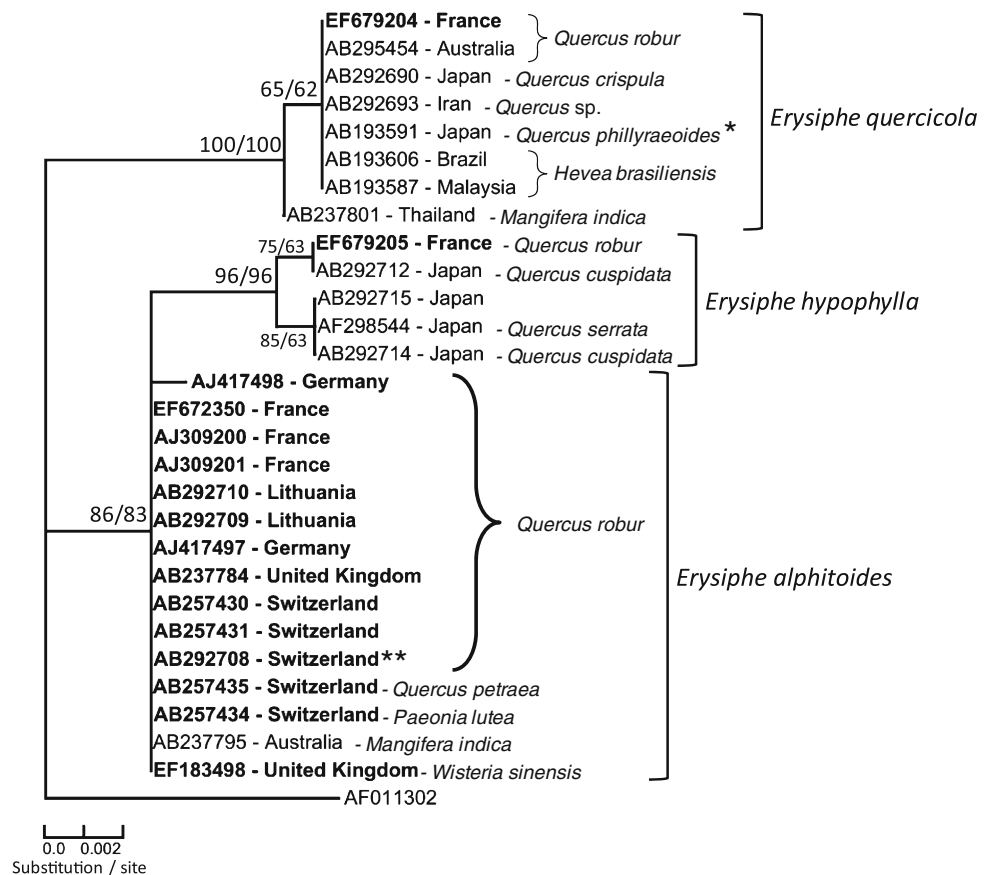 EF679204 - France
AB295454 - Australia
Quercus robur
AB292690 - Japan - Quercus crispula
65/62
AB292693 - Iran - Quercus sp.
Erysiphe quercicola
AB193591 - Japan - Quercus phillyraeoides*
100/100
AB193606 - Brazil
Hevea brasiliensis
AB193587 - Malaysia
AB237801 - Thailand - Mangifera indica
75/63
EF679205 - France - Quercus robur
96/96
AB292712 - Japan - Quercus cuspidata
AB292715 - Japan
Erysiphe hypophylla
AF298544 - Japan - Quercus serrata
85/63
AB292714 - Japan - Quercus cuspidata
AJ417498 - Germany
EF672350 - France
AJ309200 - France
AJ309201 - France
AB292710 - Lithuania
86/83
AB292709 - Lithuania
Quercus robur
AJ417497 - Germany
AB237784 - United Kingdom
Erysiphe alphitoides
AB257430 - Switzerland
AB257431 - Switzerland
AB292708 - Switzerland**
AB257435 - Switzerland - Quercus petraea
AB257434 - Switzerland - Paeonia lutea
AB237795 - Australia - Mangifera indica
EF183498 - United Kingdom - Wisteria sinensis
AF011302
0.0 0.002
Substitution / site